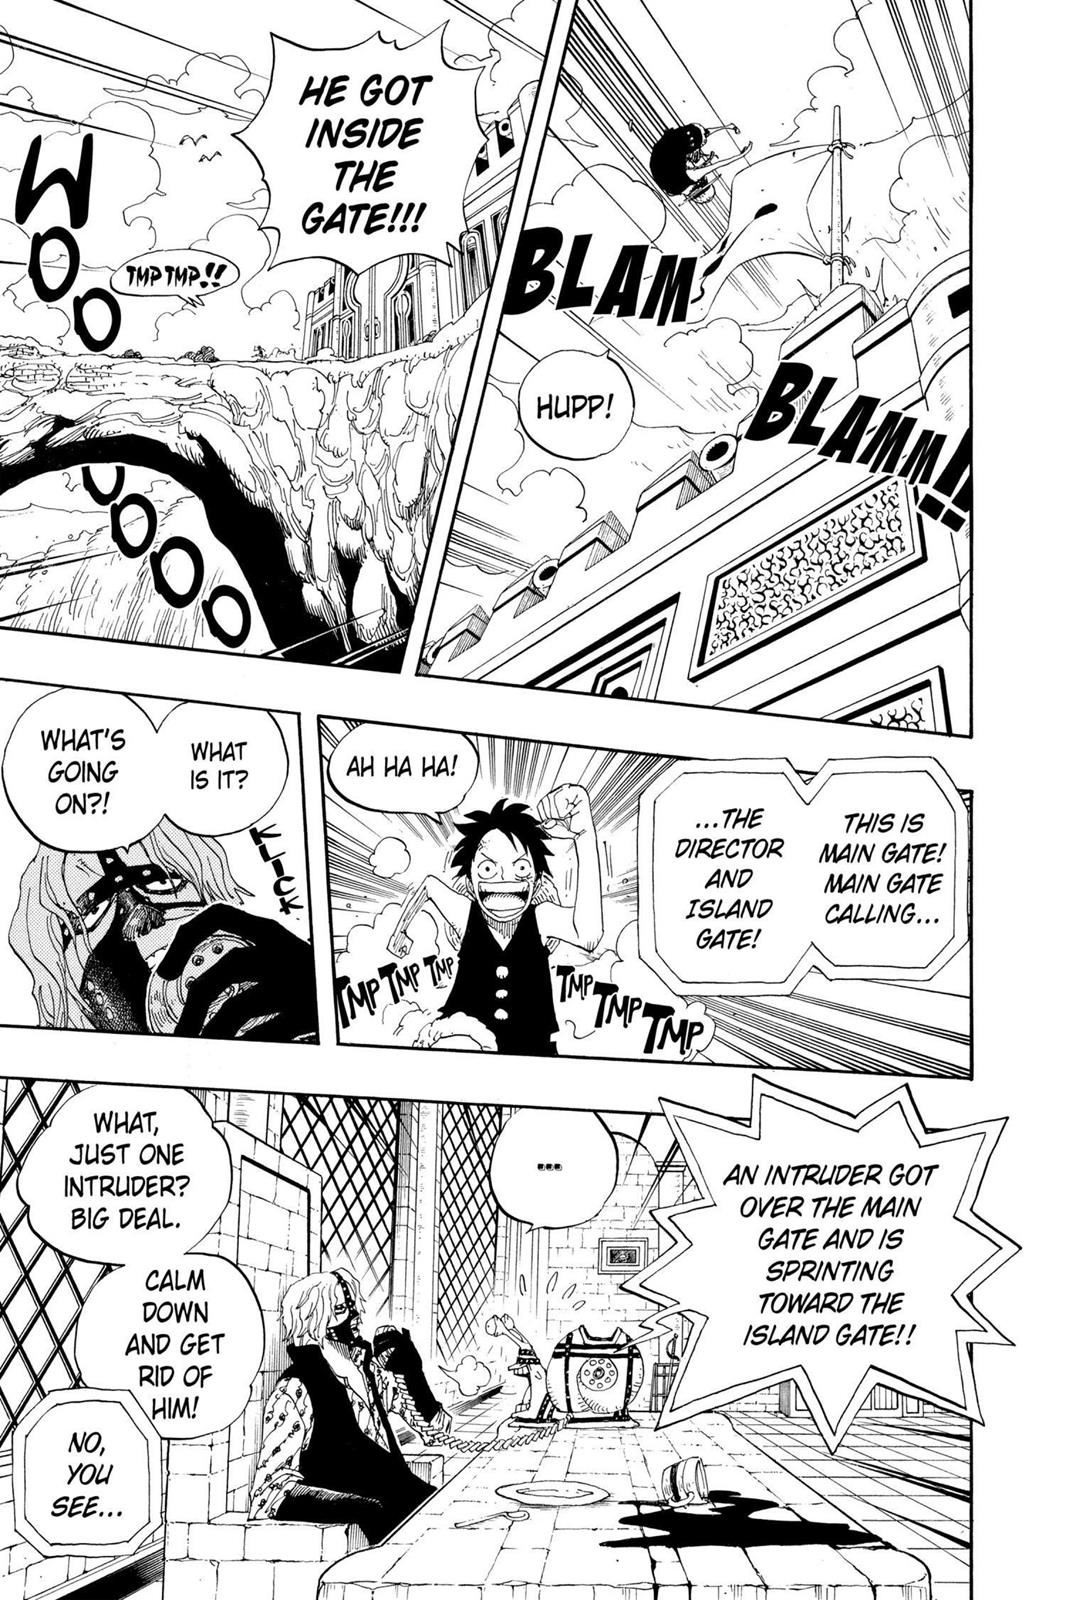 BLAM
HUPP!
BLAMM!!
HE GOT
INSIDE
THE
GATE!!!
WOOOOOOO
TMP TMP!!
THIS IS
MAIN GATE!
MAIN GATE
CALLING...
...THE
DIRECTOR
AND
ISLAND
GATE!
AH HA HA!
TMP TMP TMP
TMP TMP TMP
WHAT
IS IT?
WHAT'S
GOING
ON?!
KLICK
AN INTRUDER GOT
OVER THE MAIN
GATE AND IS
SPRINTING
TOWARD THE
ISLAND GATE!!
...
WHAT,
JUST ONE
INTRUDER?
BIG DEAL.
CALM
DOWN
AND GET
RID OF
HIM!
NO,
YOU
SEE...